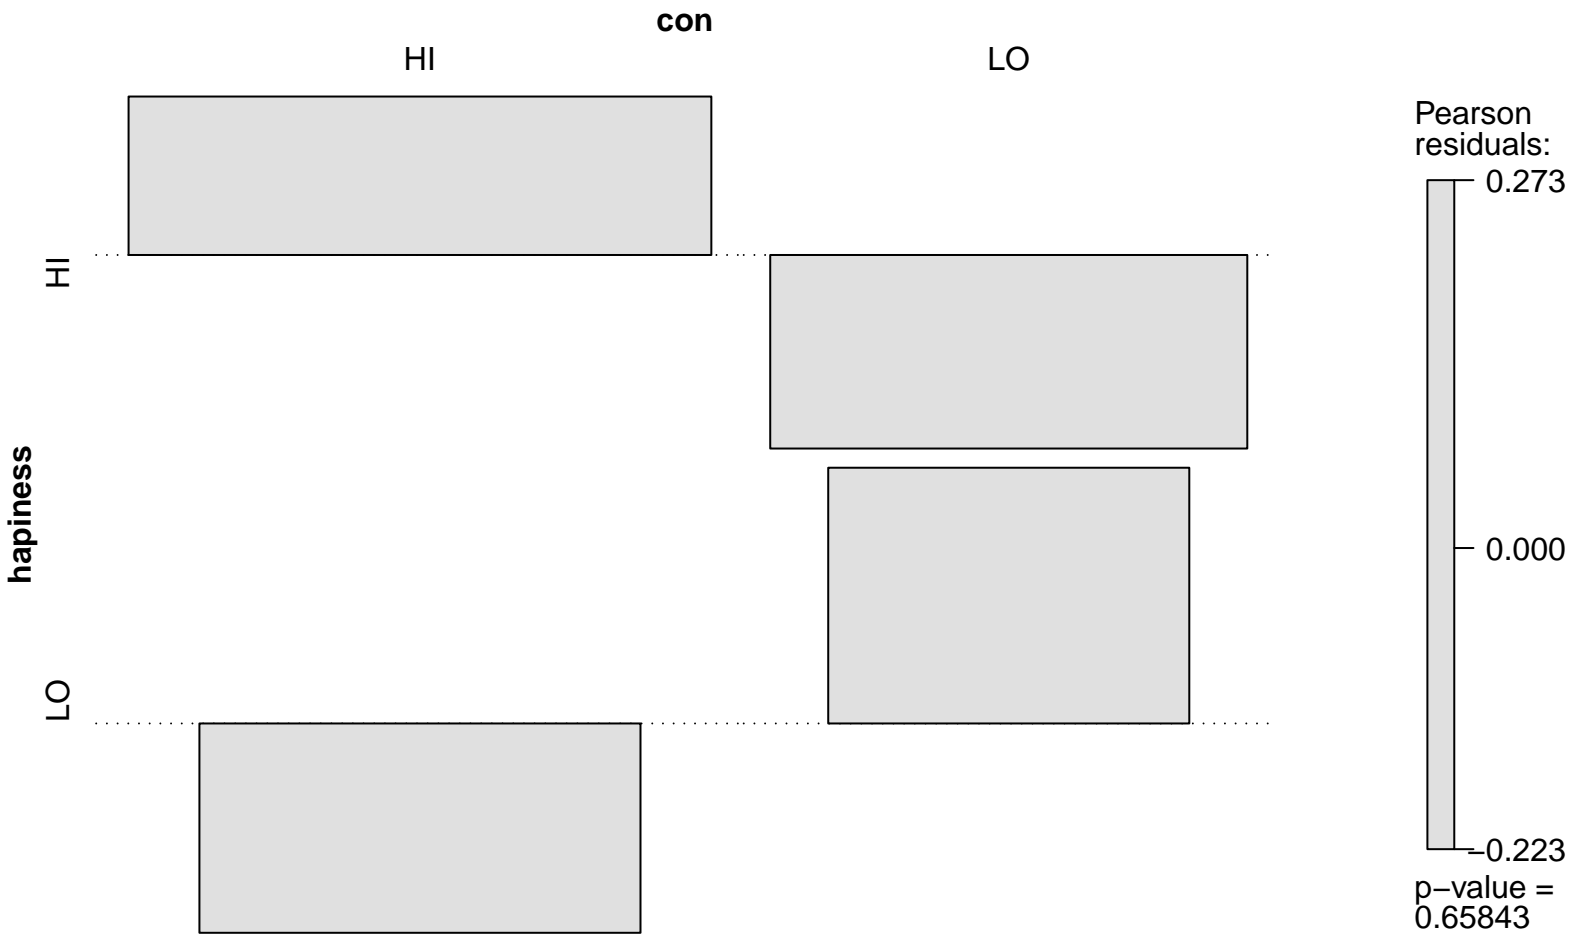 con
HI
LO
Pearson
residuals:
0.273
HI
hapiness
0.000
LO
−0.223
p−value =
0.65843